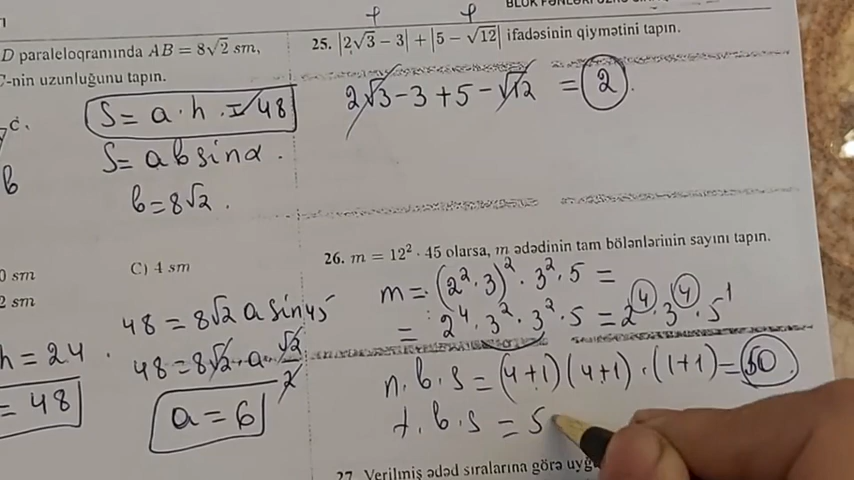 D paraleloqramında AB = 8√2 sm,
-nin uzunluğunu tapın.
C.
b
S = a · h · = 48
S = a b sinα .
b = 8√2 .
0 sm
C) 4 sm
2 sm
48 = 8√2 a sin45
h = 24 .
48 = 8√2 · a · √2/2
= 48
a = 6
+ +
25. |2√3 − 3| + |5 − √12| ifadəsinin qiymətini tapın.
2√3 − 3 + 5 − √12 = 2 .
26. m = 12² · 45 olarsa, m ədədinin tam bölənlərinin sayını tapın.
m = (2² · 3)² · 3² · 5 =
= 2⁴ · 3² · 3² · 5 = 2⁴ · 3⁴ · 5¹
n . b . s = (4+1)(4+1) · (1+1) = 50
t . b . s = 5
27. Verilmiş ədəd sıralarına görə